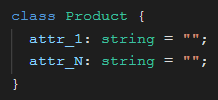 class Product {
  attr_1: string = "";
  attr_N: string = "";
}